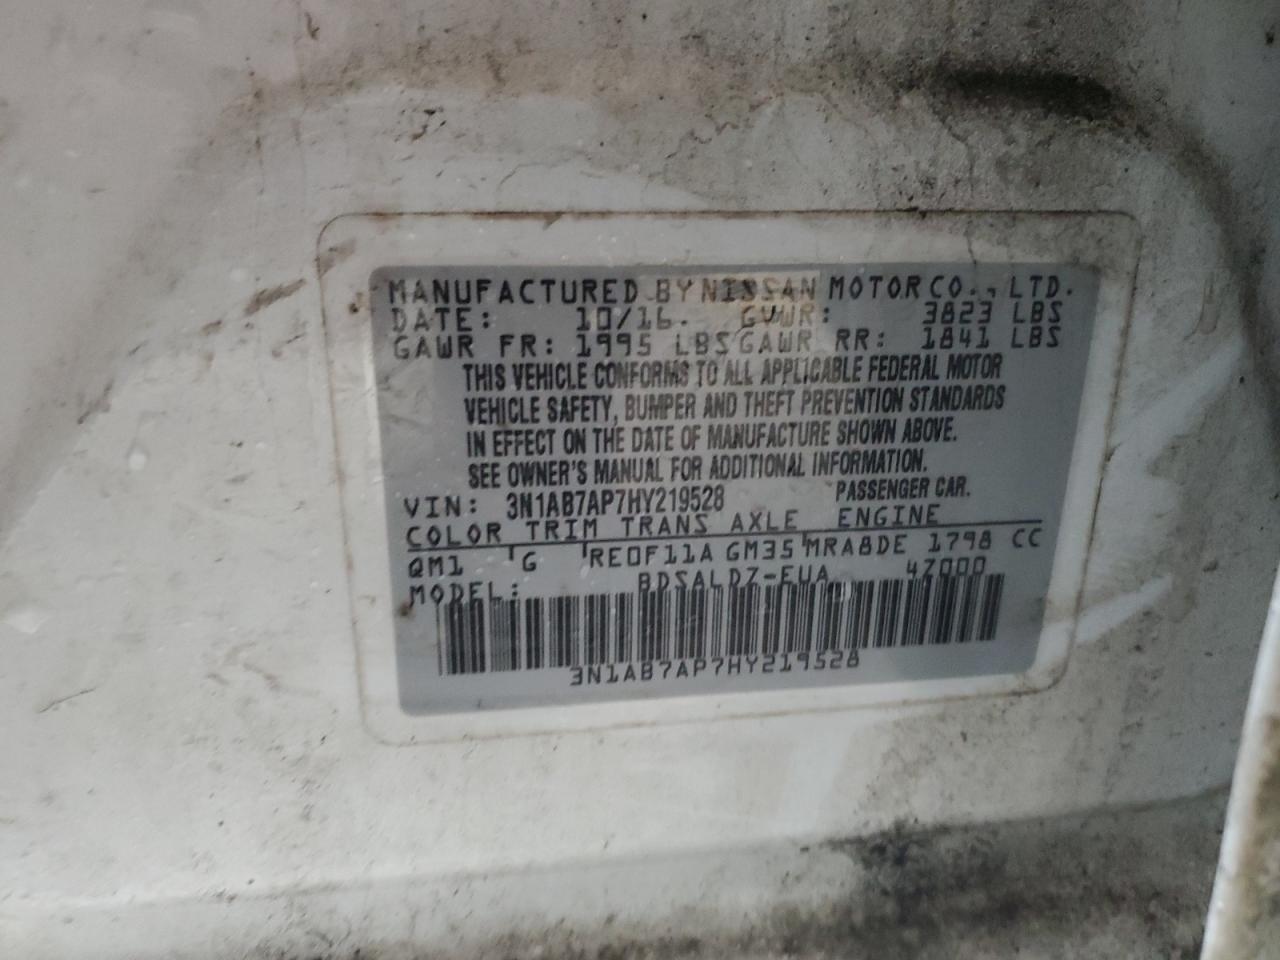 MANUFACTURED BY NISSAN MOTOR CO., LTD.
DATE: 10/16. GVWR: 3823 LBS
GAWR FR: 1995 LBS GAWR RR: 1841 LBS
THIS VEHICLE CONFORMS TO ALL APPLICABLE FEDERAL MOTOR
VEHICLE SAFETY, BUMPER AND THEFT PREVENTION STANDARDS
IN EFFECT ON THE DATE OF MANUFACTURE SHOWN ABOVE.
SEE OWNER'S MANUAL FOR ADDITIONAL INFORMATION.
VIN: 3N1AB7AP7HY219528 PASSENGER CAR.
COLOR TRIM TRANS AXLE ENGINE
QM1 G RE0F11A GM35 MRA8DE 1798 CC
MODEL: BDSALDZ-EUA 47000
3N1AB7AP7HY219528